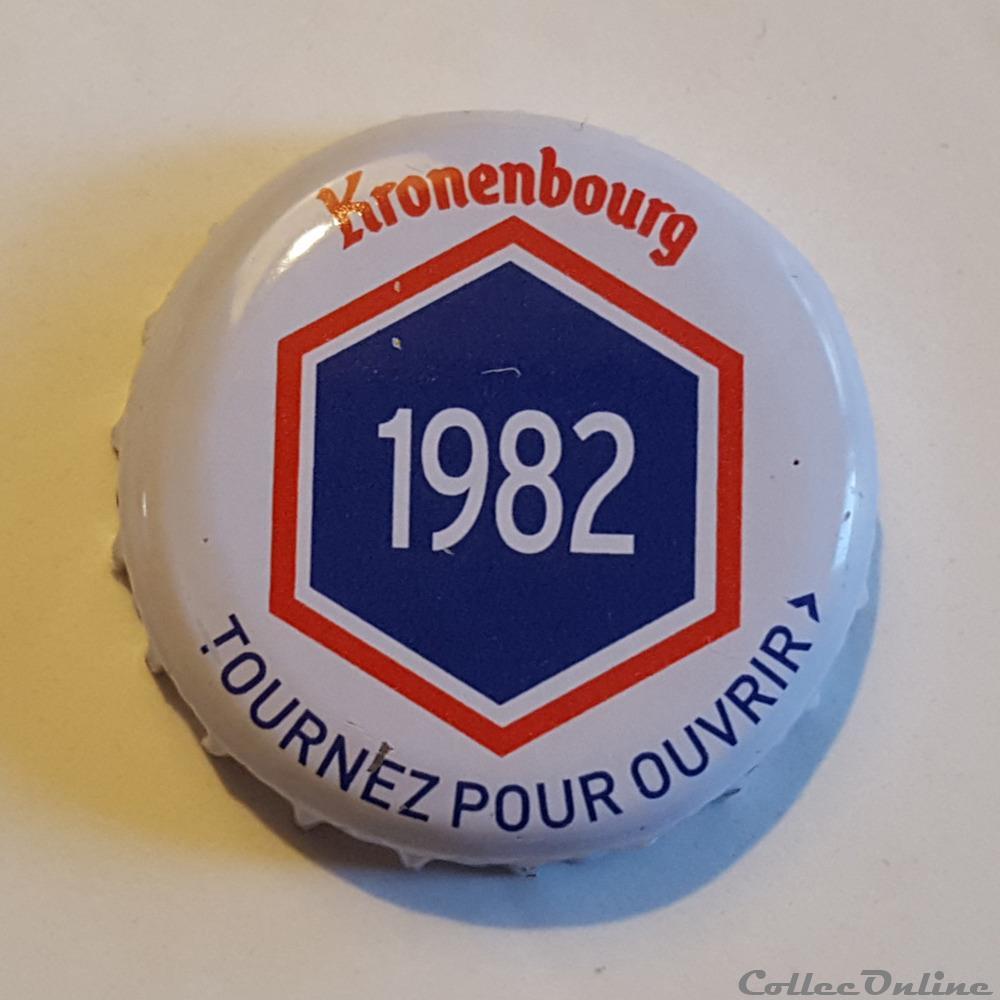 Kronenbourg
1982
TOURNEZ POUR OUVRIR >
CollecOnline